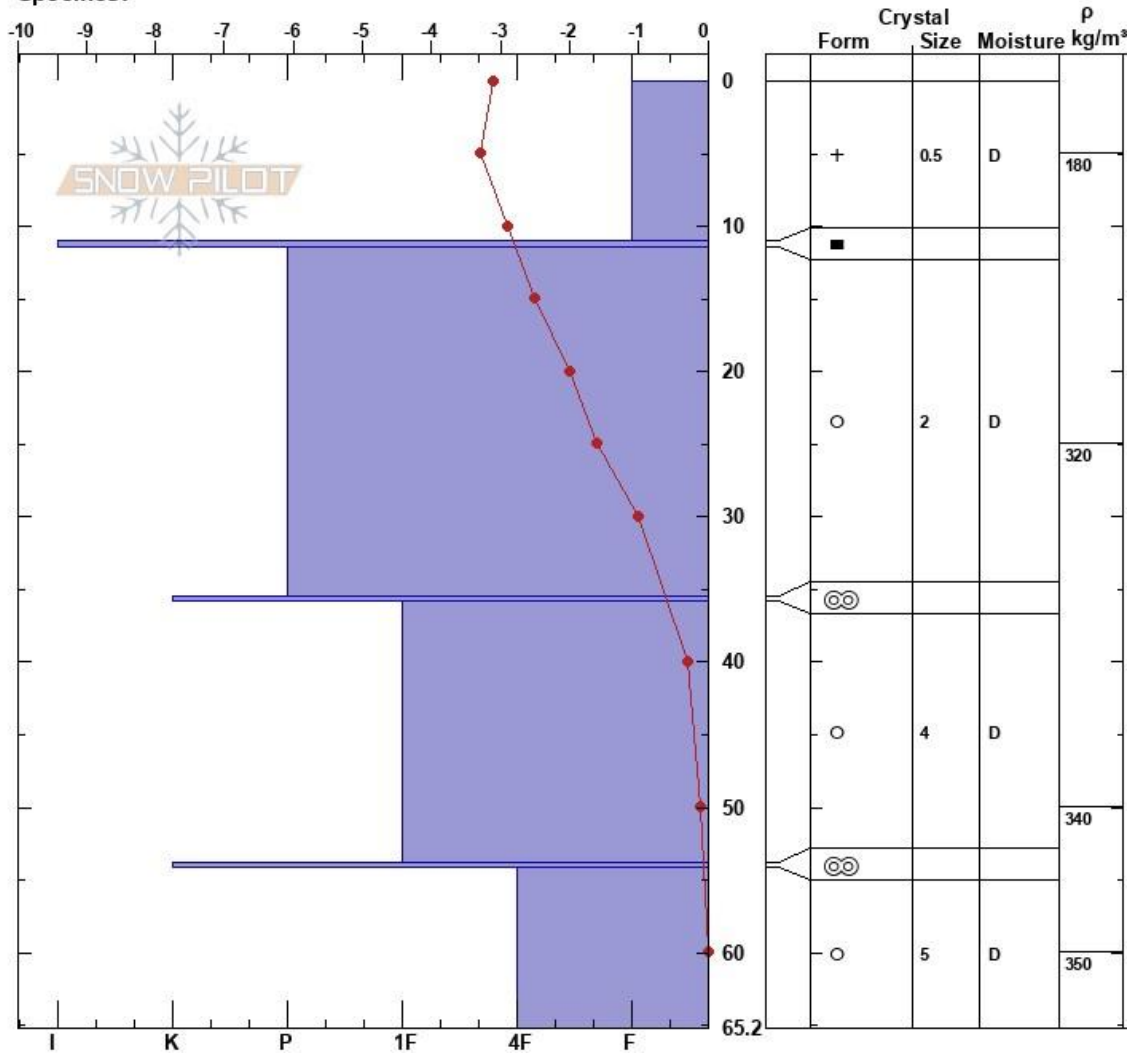 -10 -9 -8 -7 -6 -5 -4 -3 -2 -1 0
Crystal ρ
Form Size Moisture kg/m³
SNOW PILOT
0
+ 0.5 D 180
10
20
2 D 320
30
40
4 D
50 340
60
5 D 350
65.2
I K P 1F 4F F